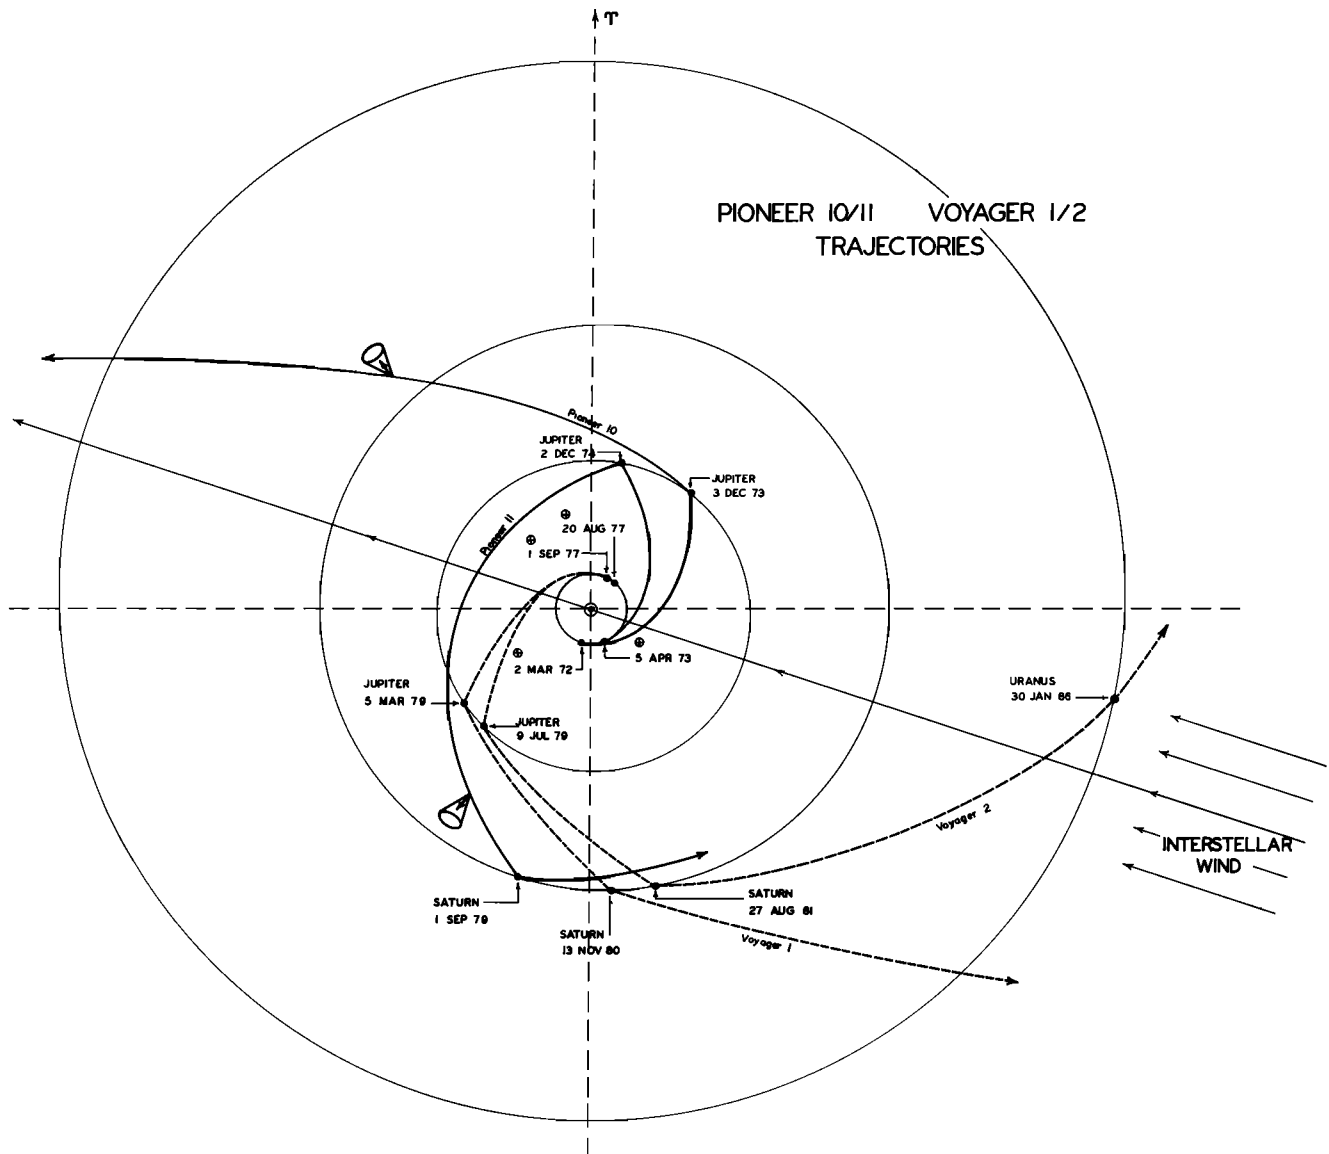 ♈
PIONEER 10/11 VOYAGER 1/2
TRAJECTORIES
Pioneer 10
JUPITER
2 DEC 74
JUPITER
3 DEC 73
Pioneer 11
20 AUG 77
1 SEP 77
2 MAR 72
5 APR 73
JUPITER
5 MAR 79
JUPITER
9 JUL 79
URANUS
30 JAN 86
Voyager 2
INTERSTELLAR
WIND
SATURN
1 SEP 79
SATURN
27 AUG 81
SATURN
13 NOV 80
Voyager 1